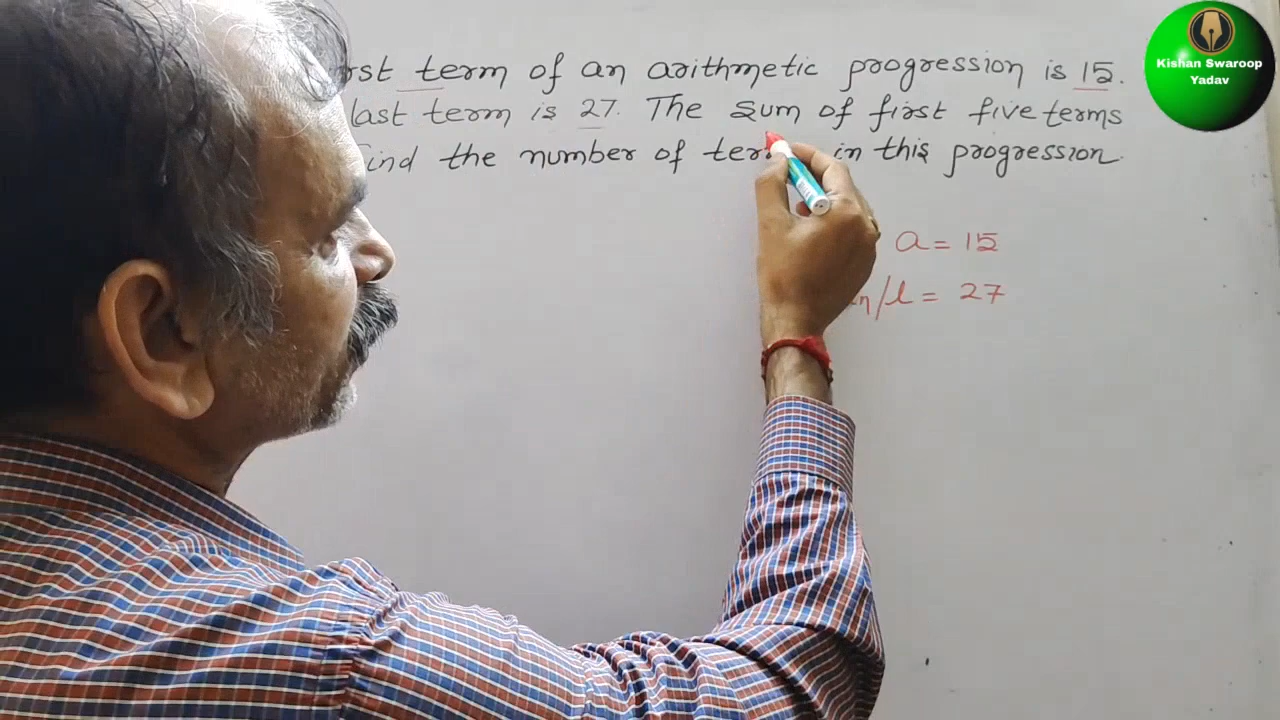 term of an arithmetic progression is 15.
last term is 27. The sum of first five terms
the number of in this progression.
a = 15
/l = 27
Kishan Swaroop
Yadav